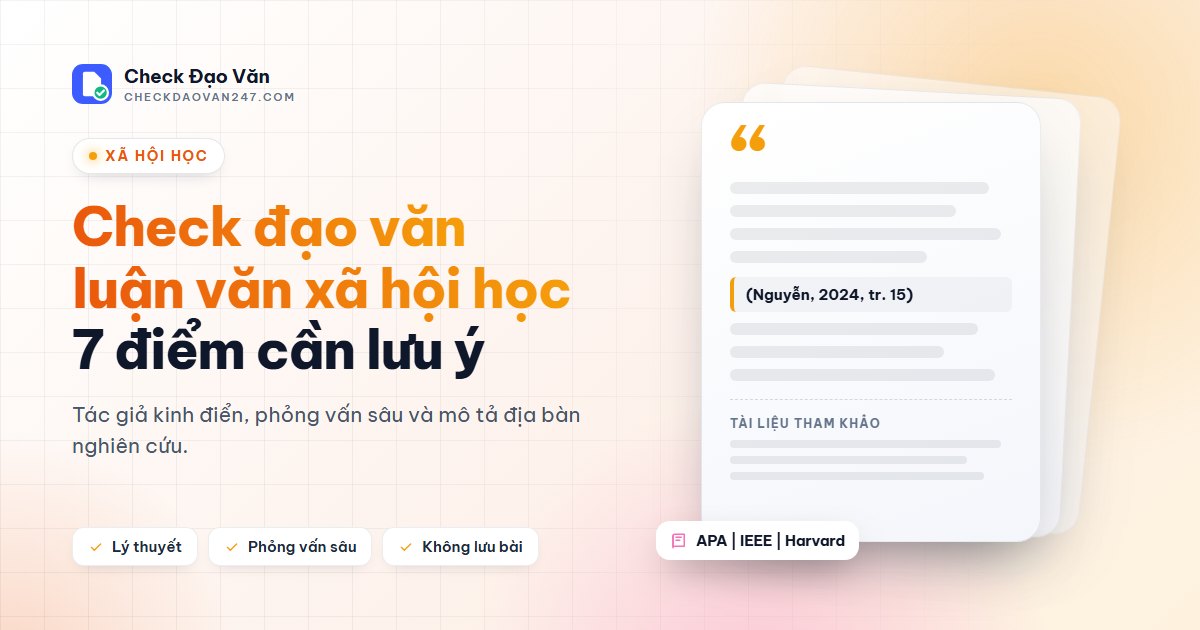 Check Đạo Văn
CHECKDAOVAN247.COM
XÃ HỘI HỌC
Check đạo văn
luận văn xã hội học
7 điểm cần lưu ý
Tác giả kinh điển, phỏng vấn sâu và mô tả địa bàn
nghiên cứu.
Lý thuyết
Phỏng vấn sâu
Không lưu bài
“
(Nguyễn, 2024, tr. 15)
TÀI LIỆU THAM KHẢO
APA | IEEE | Harvard